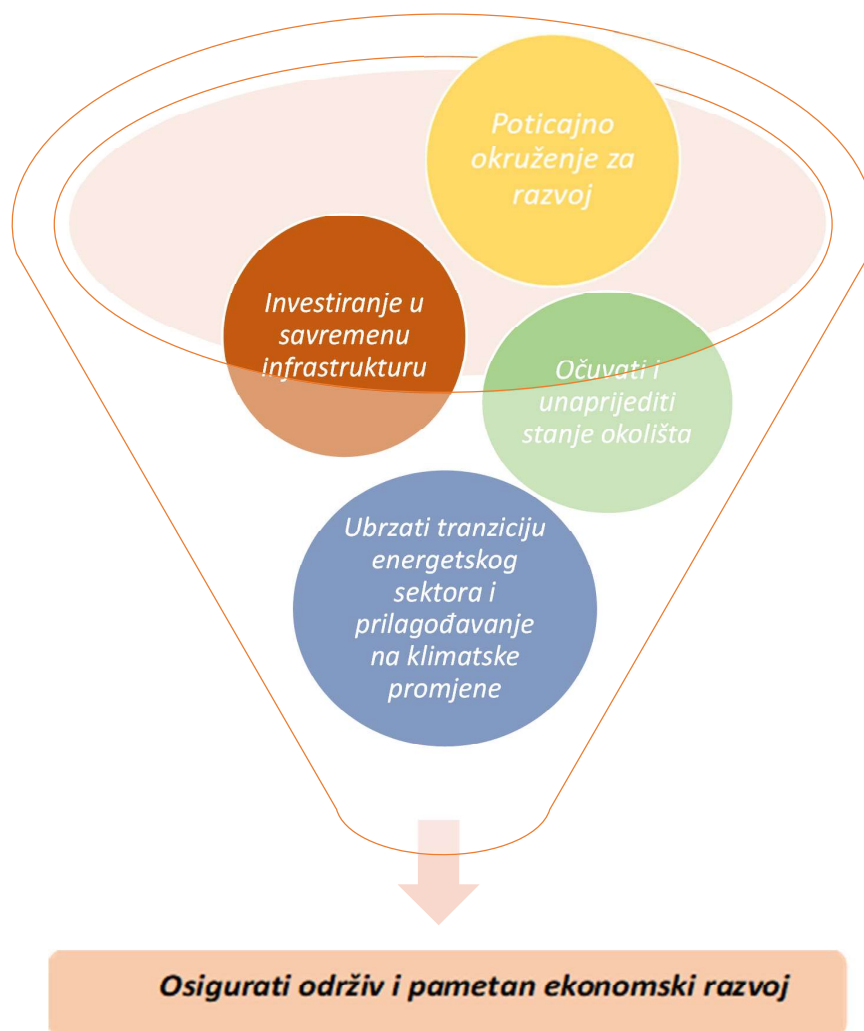 Poticajno
okruženje za
razvoj
Investiranje u
savremenu
infrastrukturu
Očuvati i
unaprijediti
stanje okolišta
Ubrzati tranziciju
energetskog
sektora i
prilagođavanje
na klimatske
promjene
Osigurati održiv i pametan ekonomski razvoj